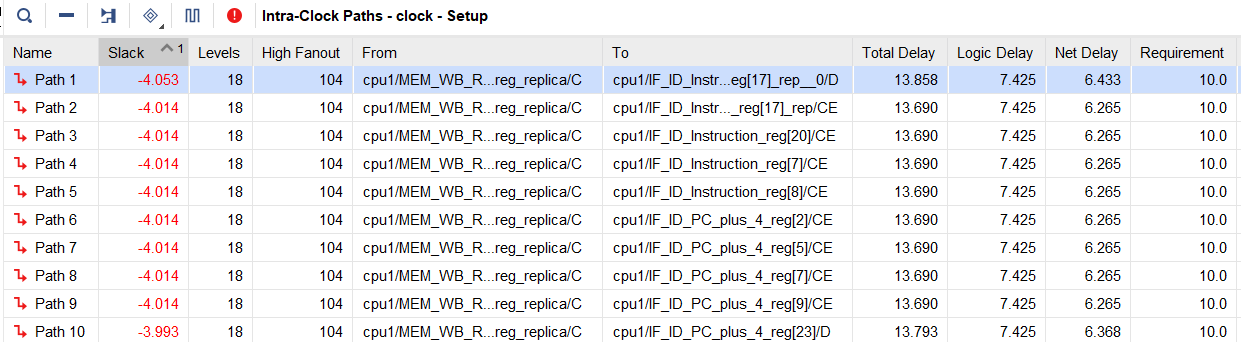 Intra-Clock Paths - clock - Setup
Name Slack 1 Levels High Fanout From To Total Delay Logic Delay Net Delay Requirement
Path 1 -4.053 18 104 cpu1/MEM_WB_R...reg_replica/C cpu1/IF_ID_Instr...eg[17]_rep__0/D 13.858 7.425 6.433 10.0
Path 2 -4.014 18 104 cpu1/MEM_WB_R...reg_replica/C cpu1/IF_ID_Instr..._reg[17]_rep/CE 13.690 7.425 6.265 10.0
Path 3 -4.014 18 104 cpu1/MEM_WB_R...reg_replica/C cpu1/IF_ID_Instruction_reg[20]/CE 13.690 7.425 6.265 10.0
Path 4 -4.014 18 104 cpu1/MEM_WB_R...reg_replica/C cpu1/IF_ID_Instruction_reg[7]/CE 13.690 7.425 6.265 10.0
Path 5 -4.014 18 104 cpu1/MEM_WB_R...reg_replica/C cpu1/IF_ID_Instruction_reg[8]/CE 13.690 7.425 6.265 10.0
Path 6 -4.014 18 104 cpu1/MEM_WB_R...reg_replica/C cpu1/IF_ID_PC_plus_4_reg[2]/CE 13.690 7.425 6.265 10.0
Path 7 -4.014 18 104 cpu1/MEM_WB_R...reg_replica/C cpu1/IF_ID_PC_plus_4_reg[5]/CE 13.690 7.425 6.265 10.0
Path 8 -4.014 18 104 cpu1/MEM_WB_R...reg_replica/C cpu1/IF_ID_PC_plus_4_reg[7]/CE 13.690 7.425 6.265 10.0
Path 9 -4.014 18 104 cpu1/MEM_WB_R...reg_replica/C cpu1/IF_ID_PC_plus_4_reg[9]/CE 13.690 7.425 6.265 10.0
Path 10 -3.993 18 104 cpu1/MEM_WB_R...reg_replica/C cpu1/IF_ID_PC_plus_4_reg[23]/D 13.793 7.425 6.368 10.0